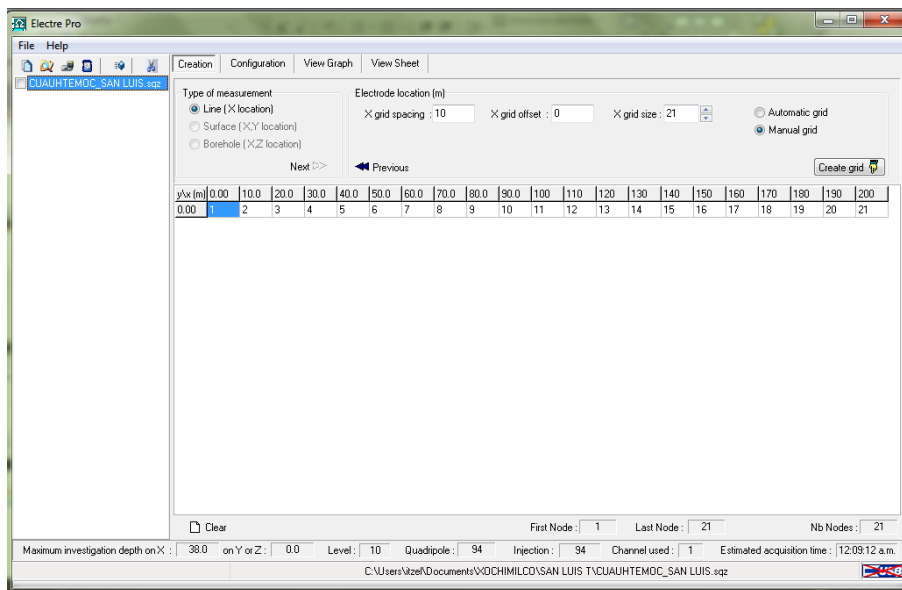 Electre Pro
File Help
CUAUHTEMOC_SAN LUIS.sqz
Creation Configuration View Graph View Sheet
Type of measurement
Line ( X location)
Surface ( X,Y location)
Borehole ( X,Z location)
Next
Electrode location (m)
X grid spacing : 10 X grid offset : 0 X grid size : 21
Automatic grid
Manual grid
Previous
Create grid
y\x (m) 0.00 10.0 20.0 30.0 40.0 50.0 60.0 70.0 80.0 90.0 100 110 120 130 140 150 160 170 180 190 200
0.00 1 2 3 4 5 6 7 8 9 10 11 12 13 14 15 16 17 18 19 20 21
Clear First Node : 1 Last Node : 21 Nb Nodes : 21
Maximum investigation depth on X : 38.0 on Y or Z : 0.0 Level : 10 Quadripole : 94 Injection : 94 Channel used : 1 Estimated acquisition time : 12:09:12 a.m.
C:\Users\itzel\Documents\XOCHIMILCO\SAN LUIS T\CUAUHTEMOC_SAN LUIS.sqz